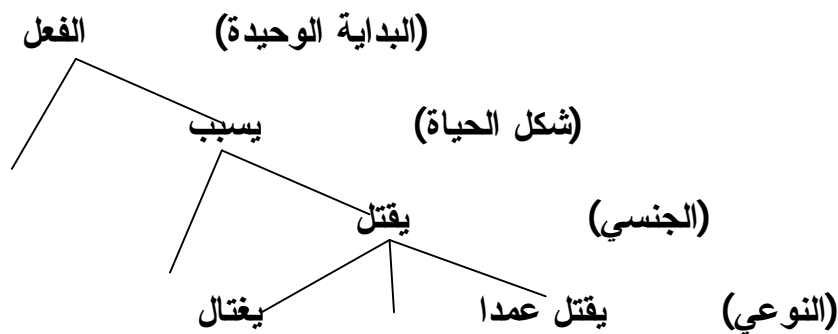 الفعل (البداية الوحيدة)
يسبب (شكل الحياة)
يقتل (الجنسي)
يغتال يقتل عمدا (النوعي)